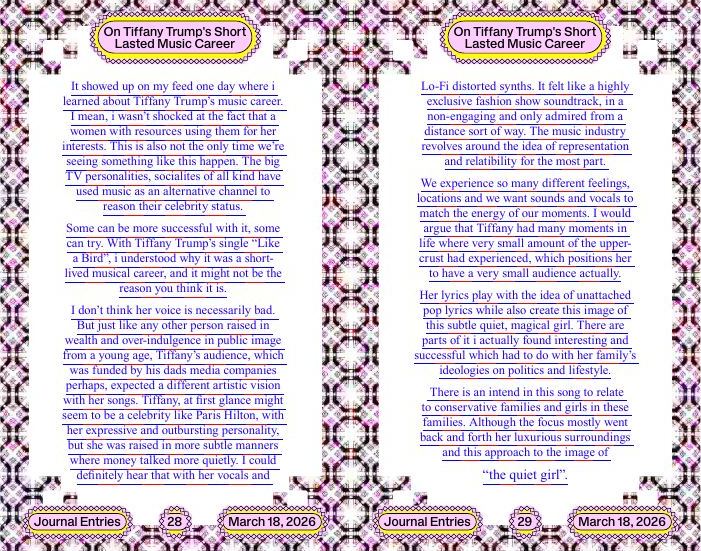 On Tiffany Trump's Short
Lasted Music Career
It showed up on my feed one day where i
learned about Tiffany Trump's music career.
I mean, i wasn't shocked at the fact that a
women with resources using them for her
interests. This is also not the only time we're
seeing something like this happen. The big
TV personalities, socialites of all kind have
used music as an alternative channel to
reason their celebrity status.
Some can be more successful with it, some
can try. With Tiffany Trump's single “Like
a Bird”, i understood why it was a short-
lived musical career, and it might not be the
reason you think it is.
I don't think her voice is necessarily bad.
But just like any other person raised in
wealth and over-indulgence in public image
from a young age, Tiffany's audience, which
was funded by his dads media companies
perhaps, expected a different artistic vision
with her songs. Tiffany, at first glance might
seem to be a celebrity like Paris Hilton, with
her expressive and outbursting personality,
but she was raised in more subtle manners
where money talked more quietly. I could
definitely hear that with her vocals and
Journal Entries
28
March 18, 2026
On Tiffany Trump's Short
Lasted Music Career
Lo-Fi distorted synths. It felt like a highly
exclusive fashion show soundtrack, in a
non-engaging and only admired from a
distance sort of way. The music industry
revolves around the idea of representation
and relatibility for the most part.
We experience so many different feelings,
locations and we want sounds and vocals to
match the energy of our moments. I would
argue that Tiffany had many moments in
life where very small amount of the upper-
crust had experienced, which positions her
to have a very small audience actually.
Her lyrics play with the idea of unattached
pop lyrics while also create this image of
this subtle quiet, magical girl. There are
parts of it i actually found interesting and
successful which had to do with her family's
ideologies on politics and lifestyle.
There is an intend in this song to relate
to conservative families and girls in these
families. Although the focus mostly went
back and forth her luxurious surroundings
and this approach to the image of
“the quiet girl”.
Journal Entries
29
March 18, 2026